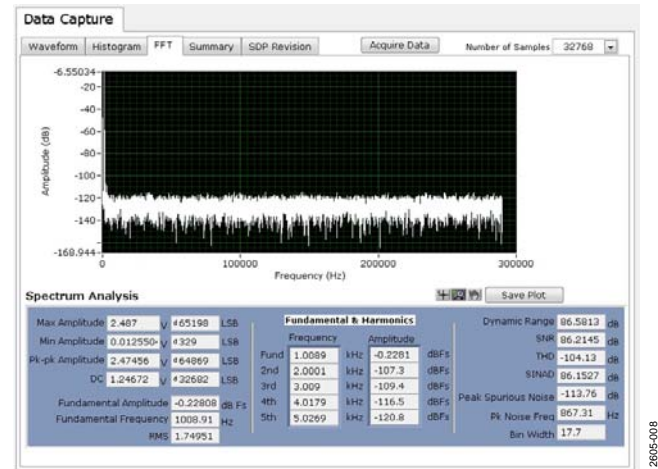 Data Capture
Waveform Histogram FFT Summary SDP Revision Acquire Data Number of Samples 32768
-6.55034
-20
-40
-60
-80
-100
-120
-140
-168.944
Amplitude (dB)
0 100000 200000 300000
Frequency (Hz)
Spectrum Analysis Save Plot
Max Amplitude 2.487 V 65198 LSB
Min Amplitude 0.012550 V 329 LSB
Pk-pk Amplitude 2.47456 V 64869 LSB
DC 1.24672 V 32682 LSB
Fundamental Amplitude -0.22808 dB Fs
Fundamental Frequency 1008.91 Hz
RMS 1.74951
Fundamental & Harmonics
Frequency Amplitude
Fund 1.0089 kHz -0.2281 dBFs
2nd 2.0001 kHz -107.3 dBFs
3rd 3.009 kHz -109.4 dBFs
4th 4.0179 kHz -116.5 dBFs
5th 5.0269 kHz -120.8 dBFs
Dynamic Range 86.5813 dB
SNR 86.2145 dB
THD -104.13 dB
SINAD 86.1527 dB
Peak Spurious Noise -113.76 dB
Pk Noise Freq 867.31 Hz
Bin Width 17.7
2605-008